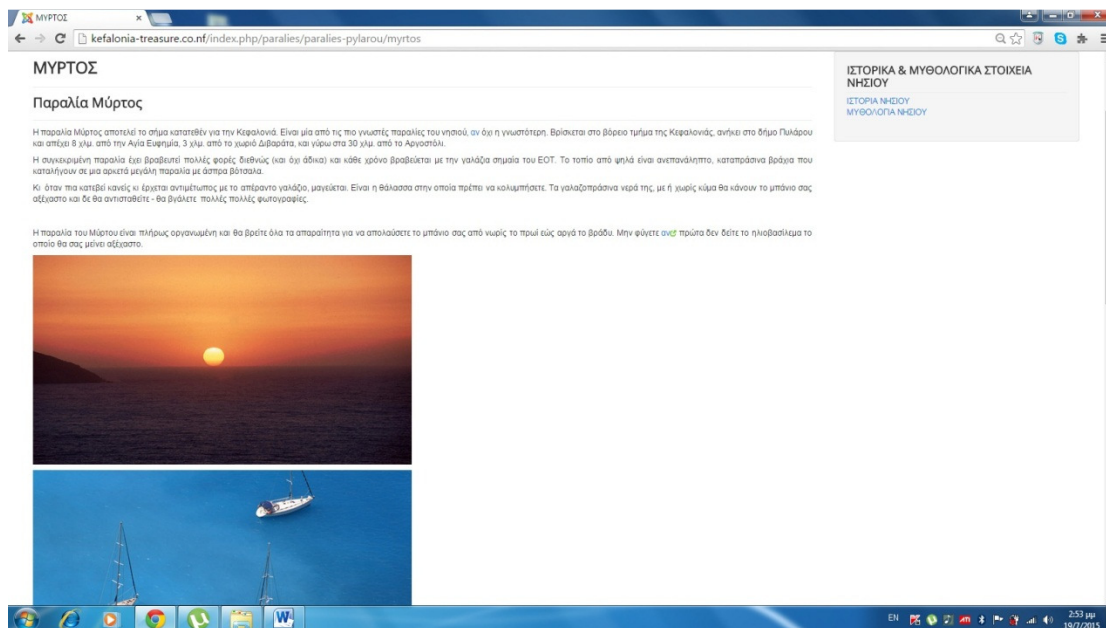 ΜΥΡΤΟΣ
kefalonia-treasure.co.nf/index.php/paralies/paralies-pylarou/myrtos
ΜΥΡΤΟΣ
Παραλία Μύρτος
Η παραλία Μύρτος αποτελεί το σήμα κατατεθέν για την Κεφαλονιά. Είναι μία από τις πιο γνωστές παραλίες του νησιού, αν όχι η γνωστότερη. Βρίσκεται στο βόρειο τμήμα της Κεφαλονιάς, ανήκει στο δήμο Πυλάρου
και απέχει 8 χλμ. από την Αγία Ευφημία, 3 χλμ. από το χωριό Διβαράτα, και γύρω στα 30 χλμ. από το Αργοστόλι.
Η συγκεκριμένη παραλία έχει βραβευτεί πολλές φορές διεθνώς (και όχι άδικα) και κάθε χρόνο βραβεύεται με την γαλάζια σημαία του ΕΟΤ. Το τοπίο από ψηλά είναι ανεπανάληπτο, καταπράσινα βράχια που
καταλήγουν σε μια αρκετά μεγάλη παραλία με άσπρα βότσαλα.
Κι όταν πια κατεβεί κανείς κι έρχεται αντιμέτωπος με το απέραντο γαλάζιο, μαγεύεται. Είναι η θάλασσα στην οποία πρέπει να κολυμπήσετε. Τα γαλαζοπράσινα νερά της, με ή χωρίς κύμα θα κάνουν το μπάνιο σας
αξέχαστο και δε θα αντισταθείτε - θα βγάλετε πολλές πολλές φωτογραφίες.
Η παραλία του Μύρτου είναι πλήρως οργανωμένη και θα βρείτε όλα τα απαραίτητα για να απολαύσετε το μπάνιο σας από νωρίς το πρωί εώς αργά το βράδυ. Μην φύγετε αν πρώτα δεν δείτε το ηλιοβασίλεμα το
οποίο θα σας μείνει αξέχαστο.
ΙΣΤΟΡΙΚΑ & ΜΥΘΟΛΟΓΙΚΑ ΣΤΟΙΧΕΙΑ
ΝΗΣΙΟΥ
ΙΣΤΟΡΙΑ ΝΗΣΙΟΥ
ΜΥΘΟΛΟΓΙΑ ΝΗΣΙΟΥ
EN
2:53 μμ
19/7/2015